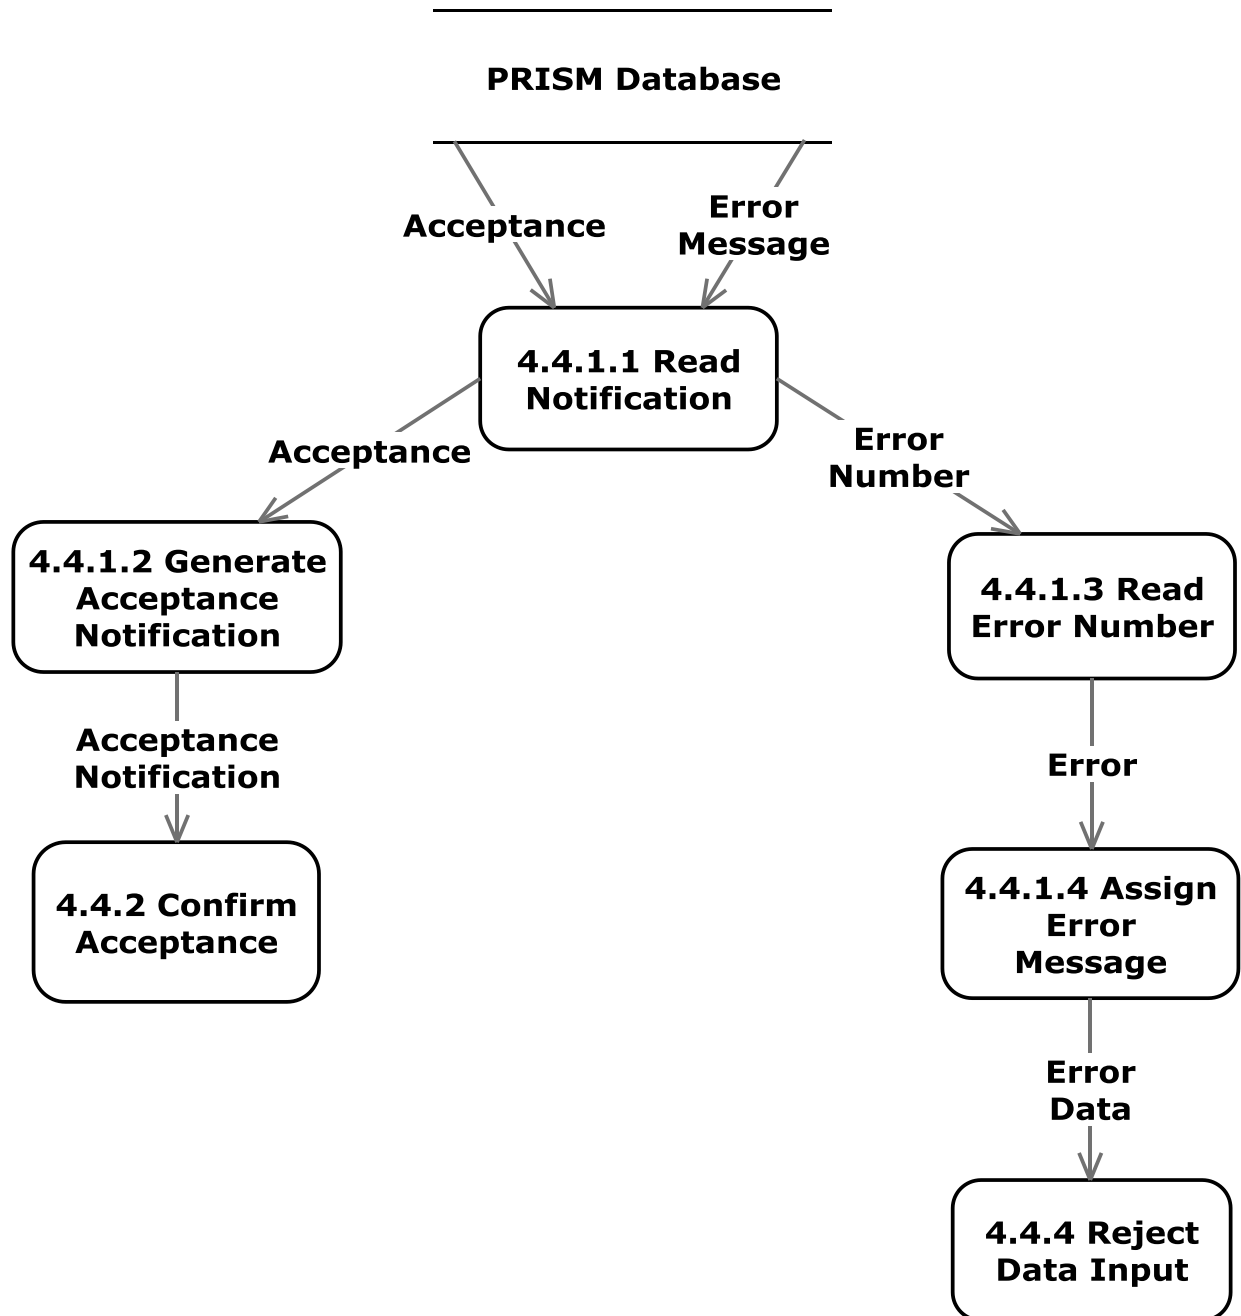 PRISM Database
Acceptance
Error
Message
4.4.1.1 Read
Notification
Acceptance
Error
Number
4.4.1.2 Generate
Acceptance
Notification
4.4.1.3 Read
Error Number
Acceptance
Notification
Error
4.4.2 Confirm
Acceptance
4.4.1.4 Assign
Error
Message
Error
Data
4.4.4 Reject
Data Input